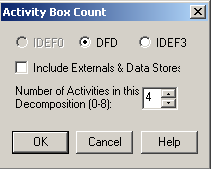 Activity Box Count
IDEF0 DFD IDEF3
Include Externals & Data Stores
Number of Activities in this
Decomposition (0-8): 4
OK Cancel Help